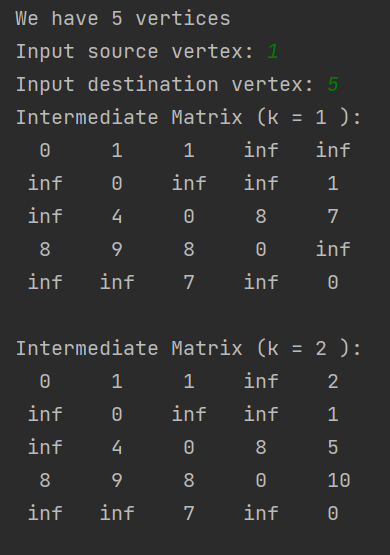 We have 5 vertices
Input source vertex: 1
Input destination vertex: 5
Intermediate Matrix (k = 1 ):
0 1 1 inf inf
inf 0 inf inf 1
inf 4 0 8 7
8 9 8 0 inf
inf inf 7 inf 0
Intermediate Matrix (k = 2 ):
0 1 1 inf 2
inf 0 inf inf 1
inf 4 0 8 5
8 9 8 0 10
inf inf 7 inf 0